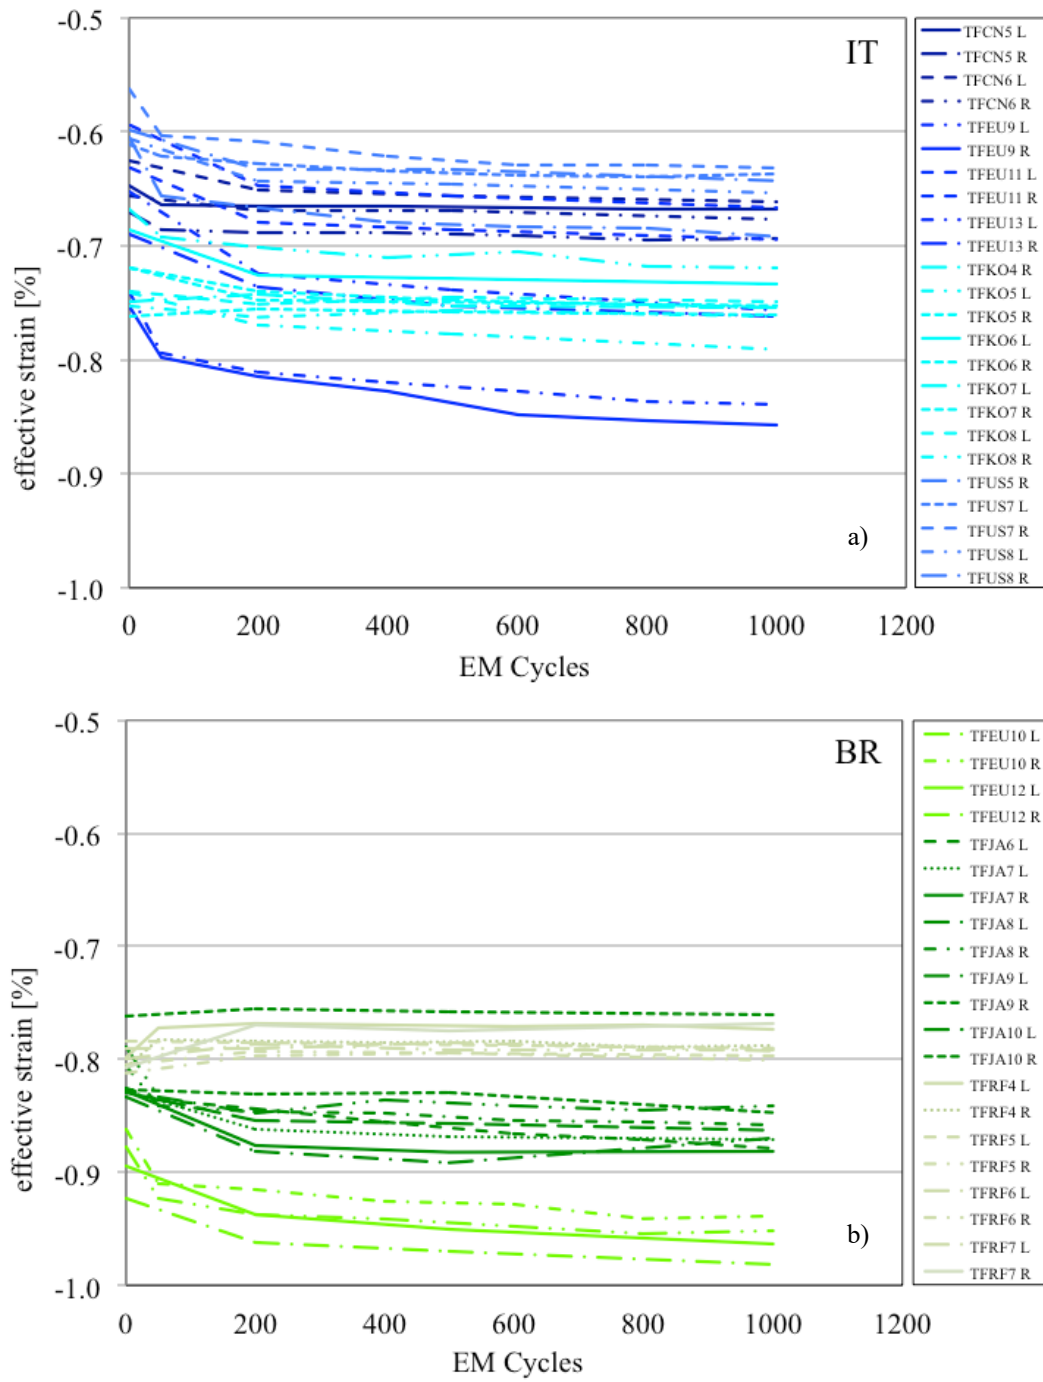 -0.5
-0.6
-0.7
-0.8
-0.9
-1.0
effective strain [%]
0
200
400
600
800
1000
1200
EM Cycles
IT
a)
TFCN5 L
TFCN5 R
TFCN6 L
TFCN6 R
TFEU9 L
TFEU9 R
TFEU11 L
TFEU11 R
TFEU13 L
TFEU13 R
TFKO4 R
TFKO5 L
TFKO5 R
TFKO6 L
TFKO6 R
TFKO7 L
TFKO7 R
TFKO8 L
TFKO8 R
TFUS5 R
TFUS7 L
TFUS7 R
TFUS8 L
TFUS8 R
-0.5
-0.6
-0.7
-0.8
-0.9
-1.0
effective strain [%]
0
200
400
600
800
1000
1200
EM Cycles
BR
b)
TFEU10 L
TFEU10 R
TFEU12 L
TFEU12 R
TFJA6 L
TFJA7 L
TFJA7 R
TFJA8 L
TFJA8 R
TFJA9 L
TFJA9 R
TFJA10 L
TFJA10 R
TFRF4 L
TFRF4 R
TFRF5 L
TFRF5 R
TFRF6 L
TFRF6 R
TFRF7 L
TFRF7 R